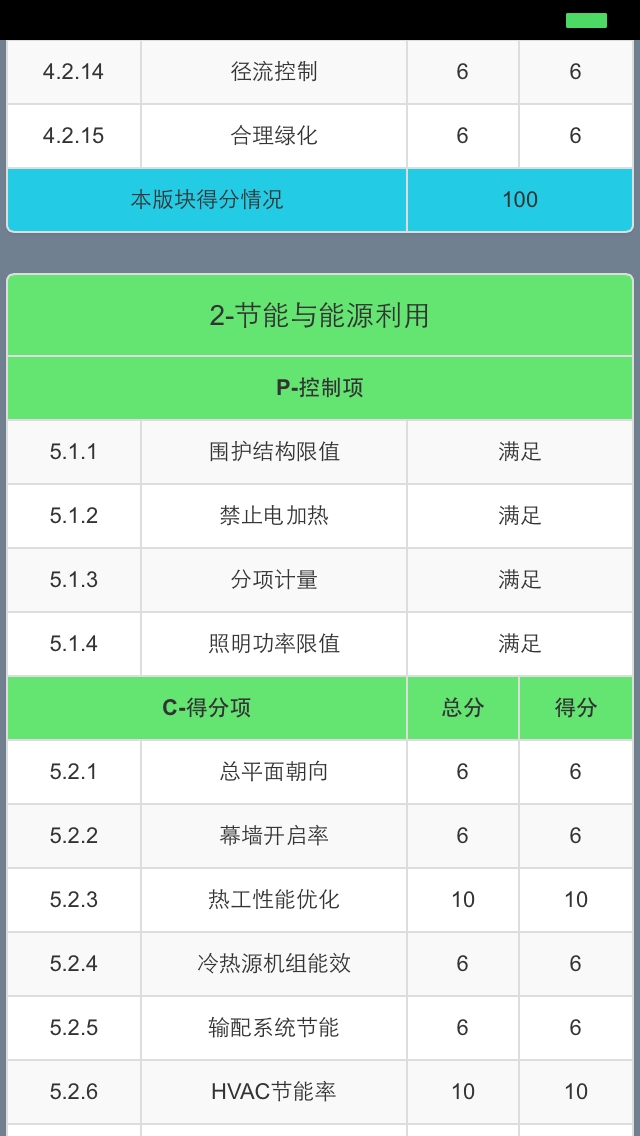 4.2.14 径流控制 6 6
4.2.15 合理绿化 6 6
本版块得分情况 100
2-节能与能源利用
P-控制项
5.1.1 围护结构限值 满足
5.1.2 禁止电加热 满足
5.1.3 分项计量 满足
5.1.4 照明功率限值 满足
C-得分项 总分 得分
5.2.1 总平面朝向 6 6
5.2.2 幕墙开启率 6 6
5.2.3 热工性能优化 10 10
5.2.4 冷热源机组能效 6 6
5.2.5 输配系统节能 6 6
5.2.6 HVAC节能率 10 10